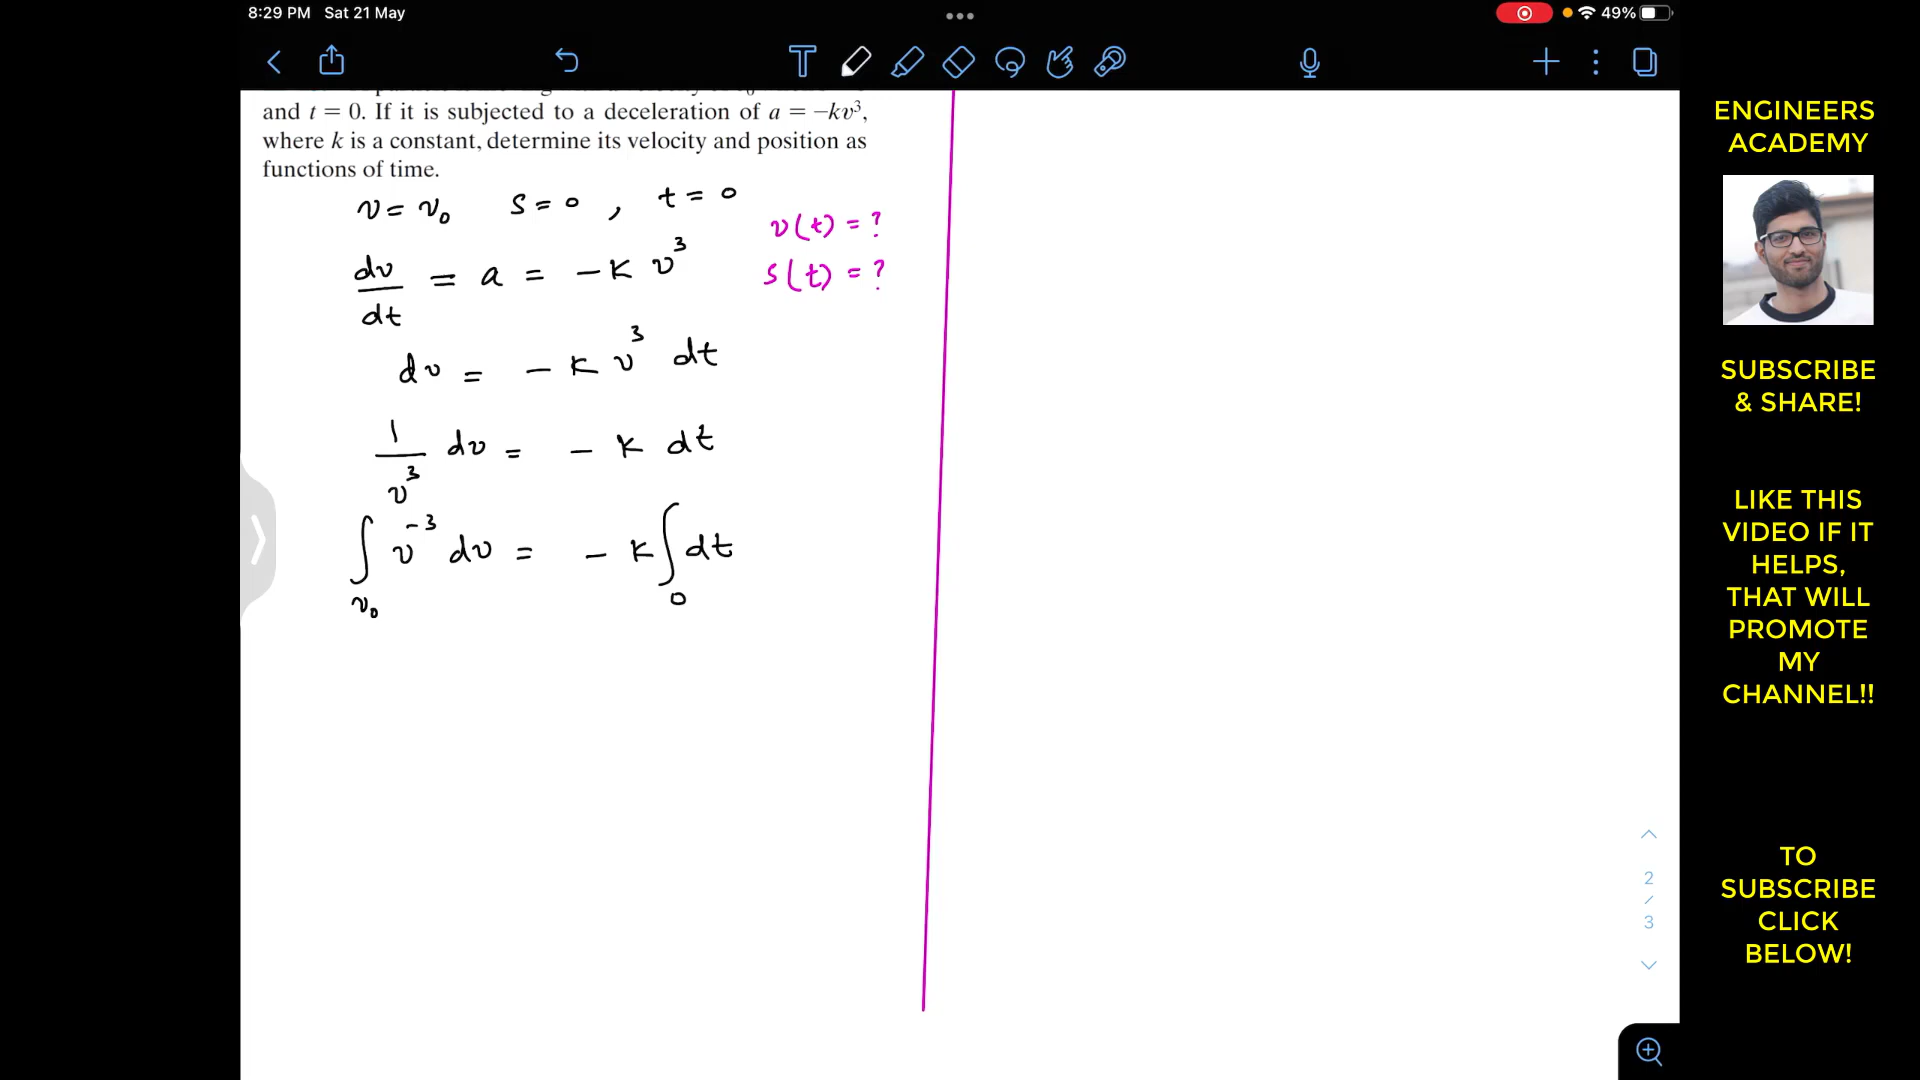 8:29 PM Sat 21 May
49%
and t = 0. If it is subjected to a deceleration of a = −kv³,
where k is a constant, determine its velocity and position as
functions of time.
v = v₀ s = 0 , t = 0
v(t) = ?
s(t) = ?
dv/dt = a = −K v³
dv = − K v³ dt
1/v³ dv = − K dt
∫ v⁻³ dv = − K ∫ dt
v₀ 0
2/3
ENGINEERS
ACADEMY
SUBSCRIBE
& SHARE!
LIKE THIS
VIDEO IF IT
HELPS,
THAT WILL
PROMOTE
MY
CHANNEL!!
TO
SUBSCRIBE
CLICK
BELOW!